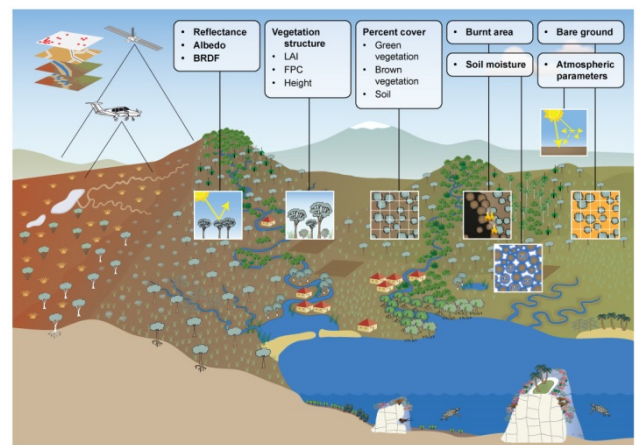 • Reflectance
• Albedo
• BRDF
Vegetation
structure
• LAI
• FPC
• Height
Percent cover
• Green
vegetation
• Brown
vegetation
• Soil
• Burnt area
• Soil moisture
• Bare ground
• Atmospheric
parameters